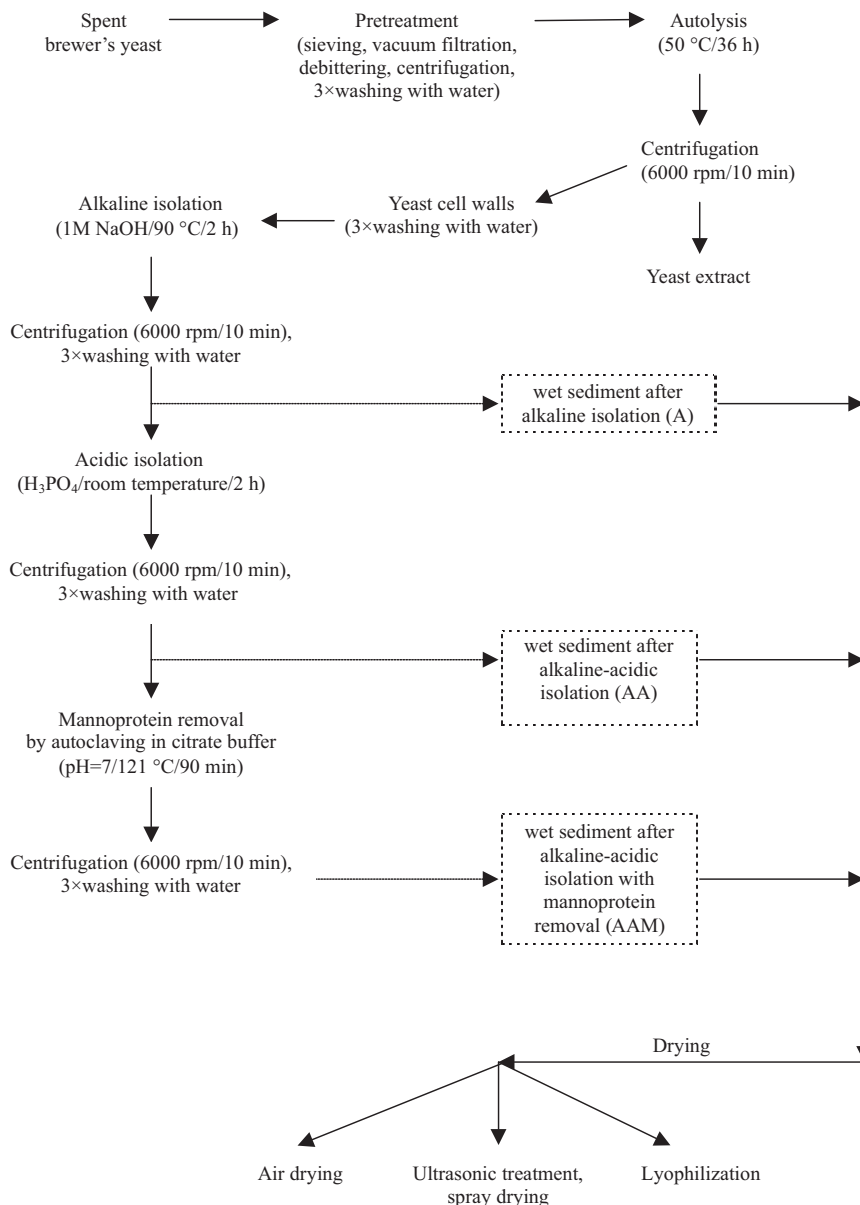 Spent
brewer’s yeast
Pretreatment
(sieving, vacuum filtration,
debittering, centrifugation,
3×washing with water)
Autolysis
(50 °C/36 h)
Centrifugation
(6000 rpm/10 min)
Yeast extract
Yeast cell walls
(3×washing with water)
Alkaline isolation
(1M NaOH/90 °C/2 h)
Centrifugation (6000 rpm/10 min),
3×washing with water
wet sediment after
alkaline isolation (A)
Acidic isolation
(H₃PO₄/room temperature/2 h)
Centrifugation (6000 rpm/10 min),
3×washing with water
wet sediment after
alkaline-acidic
isolation (AA)
Mannoprotein removal
by autoclaving in citrate buffer
(pH=7/121 °C/90 min)
Centrifugation (6000 rpm/10 min),
3×washing with water
wet sediment after
alkaline-acidic
isolation with
mannoprotein
removal (AAM)
Drying
Air drying
Ultrasonic treatment,
spray drying
Lyophilization